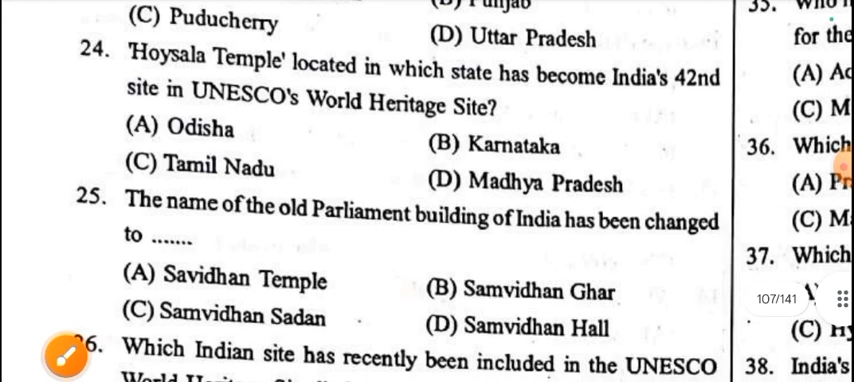 (C) Puducherry
(D) Uttar Pradesh
24. 'Hoysala Temple' located in which state has become India's 42nd
site in UNESCO's World Heritage Site?
(A) Odisha
(B) Karnataka
(C) Tamil Nadu
(D) Madhya Pradesh
25. The name of the old Parliament building of India has been changed
to .......
(A) Savidhan Temple
(B) Samvidhan Ghar
(C) Samvidhan Sadan
(D) Samvidhan Hall
6. Which Indian site has recently been included in the UNESCO
for the
(A)
(C) M
36. Which
(A)
(C) M
37. Which
107/141
(C)
38. India's